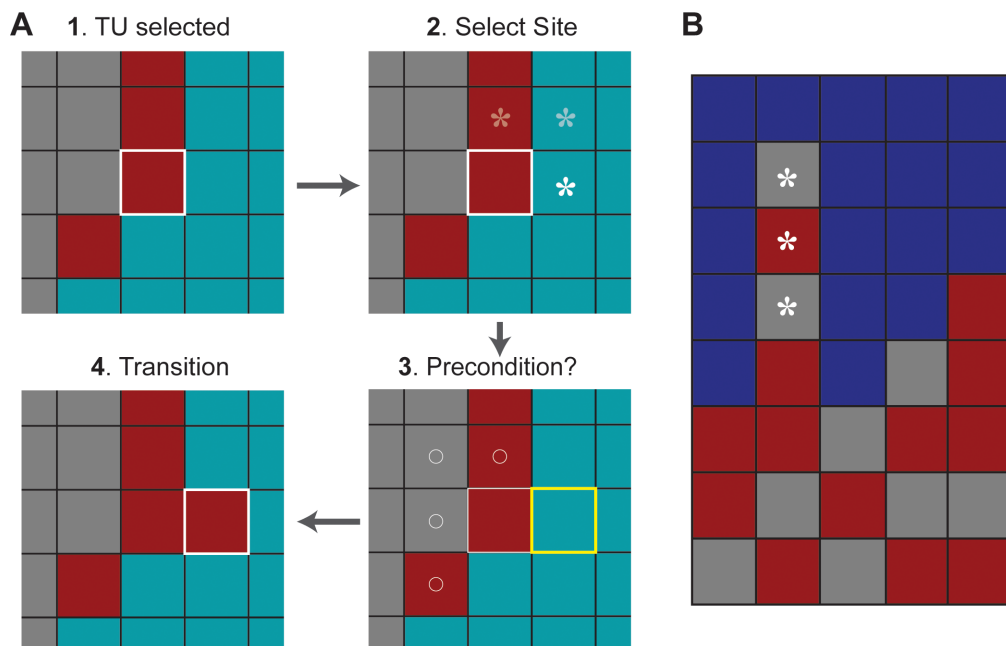 A
1. TU selected
2. Select Site
B
* *
*
4. Transition
3. Precondition?
*
*
*